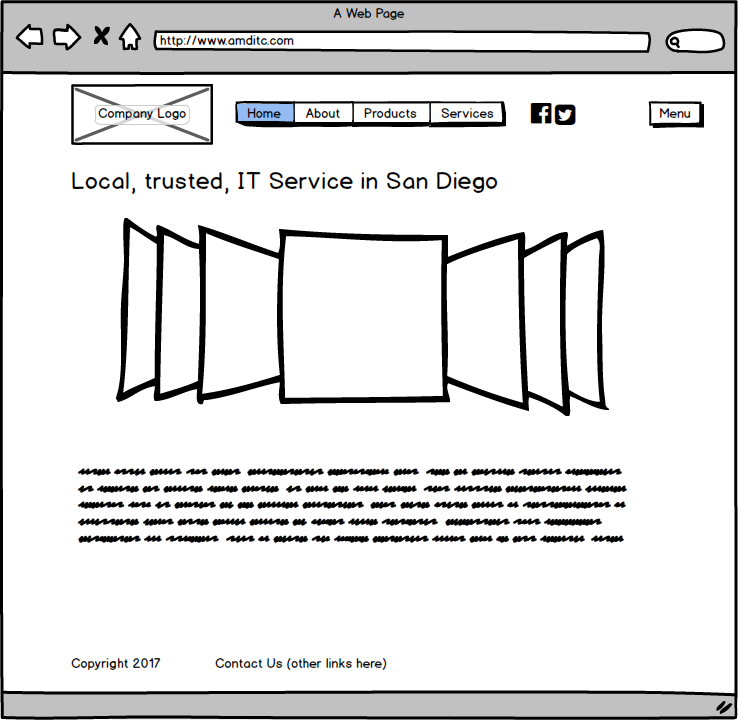 A Web Page
http://www.amditc.com
Company Logo
Home About Products Services
Menu
Local, trusted, IT Service in San Diego
Copyright 2017 Contact Us (other links here)